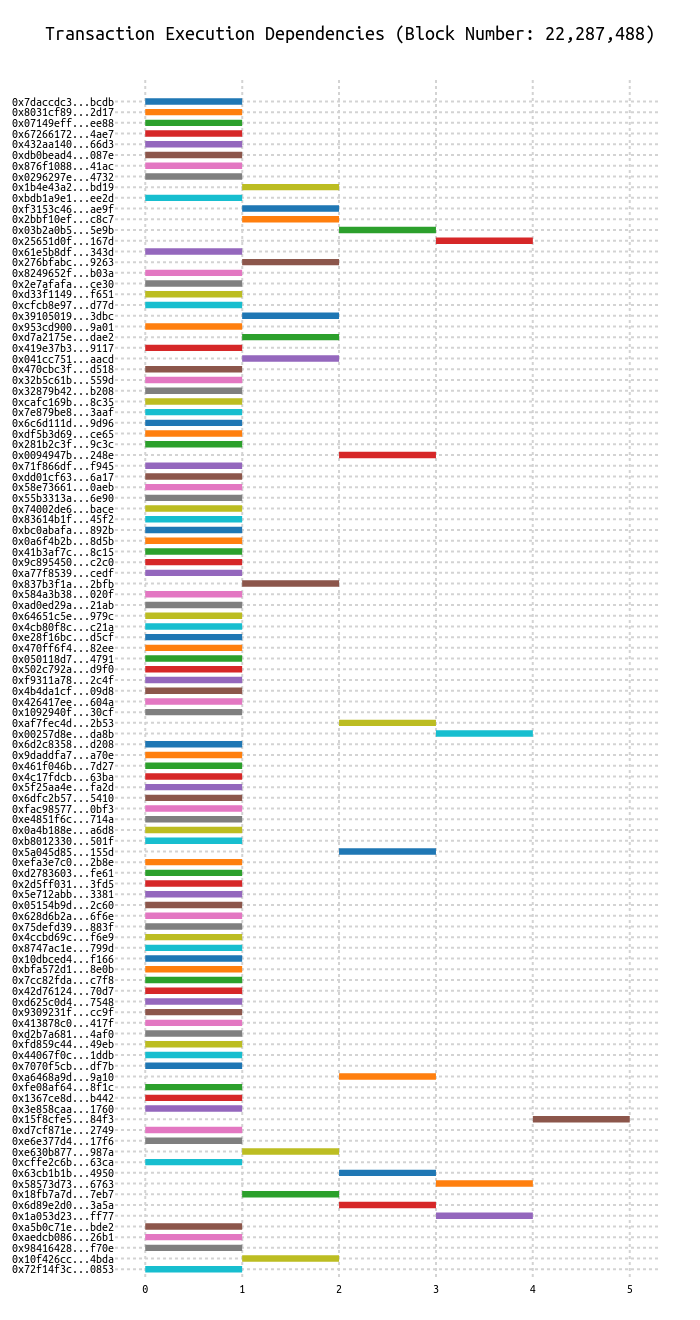 Transaction Execution Dependencies (Block Number: 22,287,488)
0x7daccdc3...bcdb
0x8031cf89...2d17
0x07149eff...ee88
0x67266172...4ae7
0x432aa140...66d3
0xdb0bead4...087e
0x876f1088...41ac
0x0296297e...4732
0x1b4e43a2...bd19
0xbdb1a9e1...ee2d
0xf3153c46...ae9f
0x2bbf10ef...c8c7
0x03b2a0b5...5e9b
0x25651d0f...167d
0x61e5b8df...343d
0x276bfabc...9263
0x8249652f...b03a
0x2e7afafa...ce30
0xd33f1149...f651
0xcfcb8e97...d77d
0x39105019...3dbc
0x953cd900...9a01
0xd7a2175e...dae2
0x419e37b3...9117
0x041cc751...aacd
0x470cbc3f...d518
0x32b5c61b...559d
0x32879b42...b208
0xcafc169b...8c35
0x7e879be8...3aaf
0x6c6d111d...9d96
0xdf5b3d69...ce65
0x281b2c3f...9c3c
0x0094947b...248e
0x71f866df...f945
0xdd01cf63...6a17
0x58e73661...0aeb
0x55b3313a...6e90
0x74002de6...bace
0x83614b1f...45f2
0xbc0abafa...892b
0x0a6f4b2b...8d5b
0x41b3af7c...8c15
0x9c895450...c2c0
0xa77f8539...cedf
0x837b3f1a...2bfb
0x584a3b38...020f
0xad0ed29a...21ab
0x64651c5e...979c
0x4cb80f8c...c21a
0xe28f16bc...d5cf
0x470ff6f4...82ee
0x050118d7...4791
0x502c792a...d9f0
0xf9311a78...2c4f
0x4b4da1cf...09d8
0x426417ee...604a
0x1092940f...30cf
0xaf7fec4d...2b53
0x00257d8e...da8b
0x6d2c8358...d208
0x9daddfa7...a70e
0x461f046b...7d27
0x4c17fdcb...63ba
0x5f25aa4e...fa2d
0x6dfc2b57...5410
0xfac98577...0bf3
0xe4851f6c...714a
0x0a4b188e...a6d8
0xb8012330...501f
0x5a045d85...155d
0xefa3e7c0...2b8e
0xd2783603...fe61
0x2d5ff031...3fd5
0x5e712abb...3381
0x05154b9d...2c60
0x628d6b2a...6f6e
0x75defd39...883f
0x4ccbd69c...f6e9
0x8747ac1e...799d
0x10dbced4...f166
0xbfa572d1...8e0b
0x7cc82fda...c7f8
0x42d76124...70d7
0xd625c0d4...7548
0x9309231f...cc9f
0x413878c0...417f
0xd2b7a681...4af0
0xfd859c44...49eb
0x44067f0c...1ddb
0x7070f5cb...df7b
0xa6468a9d...9a10
0xfe08af64...8f1c
0x1367ce8d...b442
0x3e858caa...1760
0x15f8cfe5...84f3
0xd7cf871e...2749
0xe6e377d4...17f6
0xe630b877...987a
0xcffe2c6b...63ca
0x63cb1b1b...4950
0x58573d73...6763
0x18fb7a7d...7eb7
0x6d89e2d0...3a5a
0x1a053d23...ff77
0xa5b0c71e...bde2
0xaedcb086...26b1
0x98416428...f70e
0x10f426cc...4bda
0x72f14f3c...0853
0 1 2 3 4 5